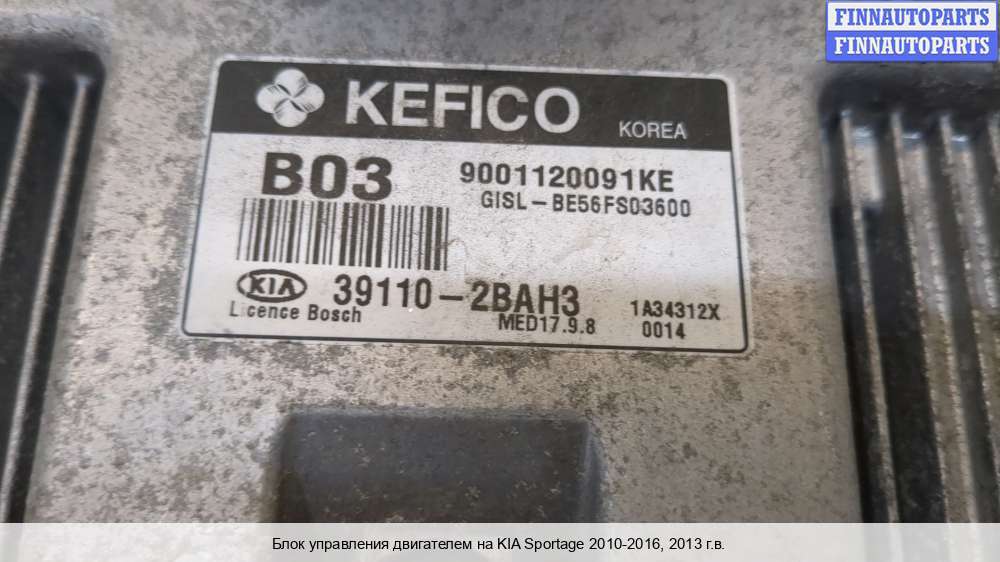 FINNAUTOPARTS
FINNAUTOPARTS
KEFICO
KOREA
B03
9001120091KE
GISL-BE56FS03600
KIA
39110-2BAH3
1A34312X
Licence Bosch
MED17.9.8
0014
Блок управления двигателем на KIA Sportage 2010-2016, 2013 г.в.